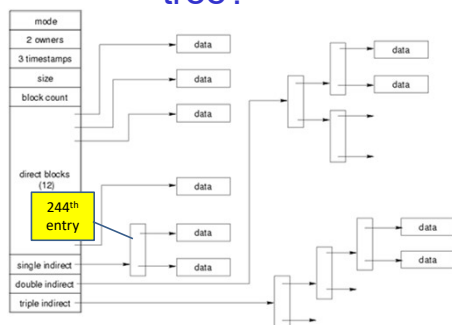 mode
2 owners
3 timestamps
size
block count
direct blocks
(12)
single indirect
double indirect
triple indirect
244th
entry
data
data
data
data
data
data
data
data
data
data